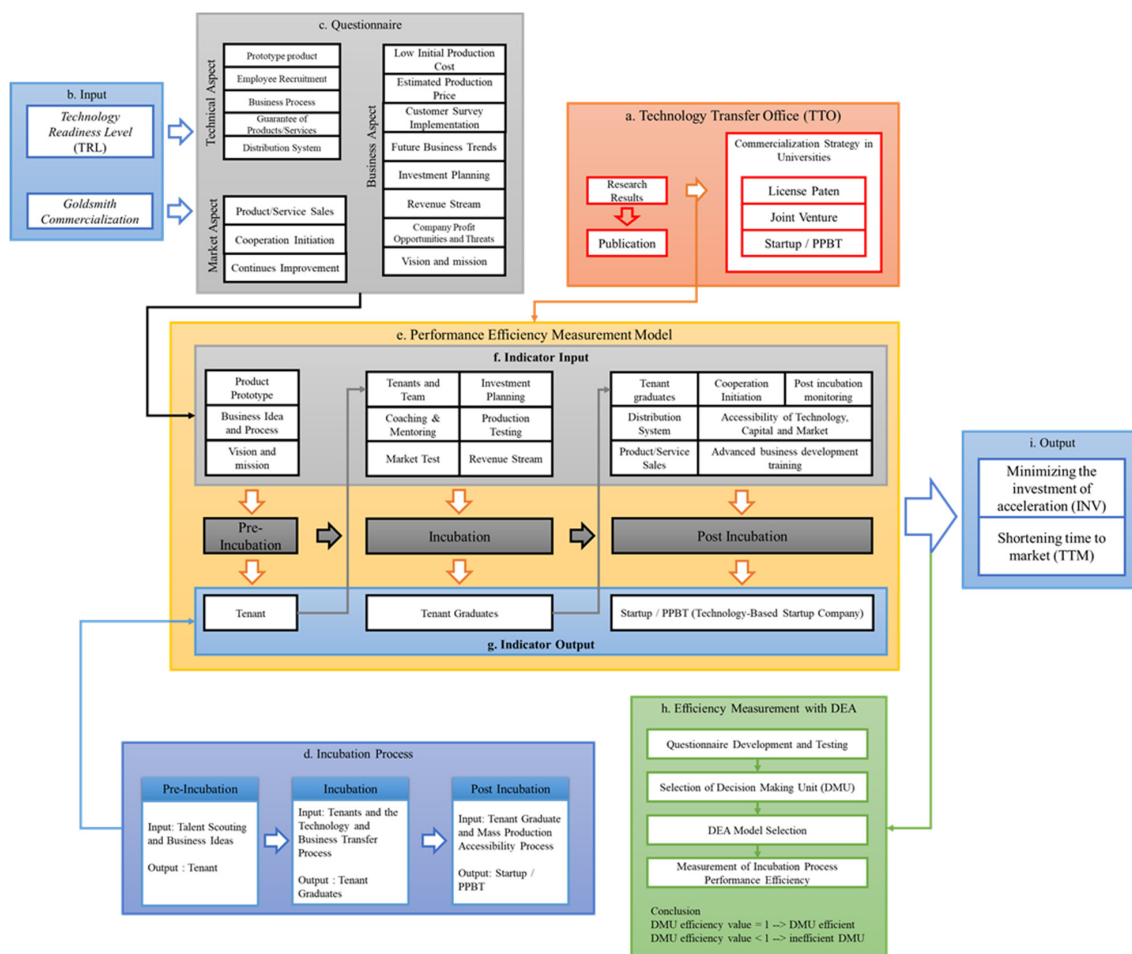 c. Questionnaire
Technical Aspect
Prototype product
Employee Recruitment
Business Process
Guarantee of
Products/Services
Distribution System
Market Aspect
Product/Service Sales
Cooperation Initiation
Continues Improvement
Business Aspect
Low Initial Production
Cost
Estimated Production
Price
Customer Survey
Implementation
Future Business Trends
Investment Planning
Revenue Stream
Company Profit
Opportunities and Threats
Vision and mission
b. Input
Technology
Readiness Level
(TRL)
Goldsmith
Commercialization
a. Technology Transfer Office (TTO)
Research
Results
Publication
Commercialization Strategy in
Universities
License Paten
Joint Venture
Startup / PPBT
e. Performance Efficiency Measurement Model
f. Indicator Input
Product
Prototype
Business Idea
and Process
Vision and
mission
Tenants and
Team
Investment
Planning
Coaching &
Mentoring
Production
Testing
Market Test
Revenue Stream
Tenant
graduates
Cooperation
Initiation
Post incubation
monitoring
Distribution
System
Accessibility of Technology,
Capital and Market
Product/Service
Sales
Advanced business development
training
Pre-
Incubation
Incubation
Post Incubation
Tenant
Tenant Graduates
Startup / PPBT (Technology-Based Startup Company)
g. Indicator Output
i. Output
Minimizing the
investment of
acceleration (INV)
Shortening time to
market (TTM)
d. Incubation Process
Pre-Incubation
Input: Talent Scouting
and Business Ideas
Output : Tenant
Incubation
Input: Tenants and the
Technology and
Business Transfer
Process
Output : Tenant
Graduates
Post Incubation
Input: Tenant Graduate
and Mass Production
Accessibility Process
Output: Startup /
PPBT
h. Efficiency Measurement with DEA
Questionnaire Development and Testing
Selection of Decision Making Unit (DMU)
DEA Model Selection
Measurement of Incubation Process
Performance Efficiency
Conclusion
DMU efficiency value = 1 --> DMU efficient
DMU efficiency value < 1 --> inefficient DMU